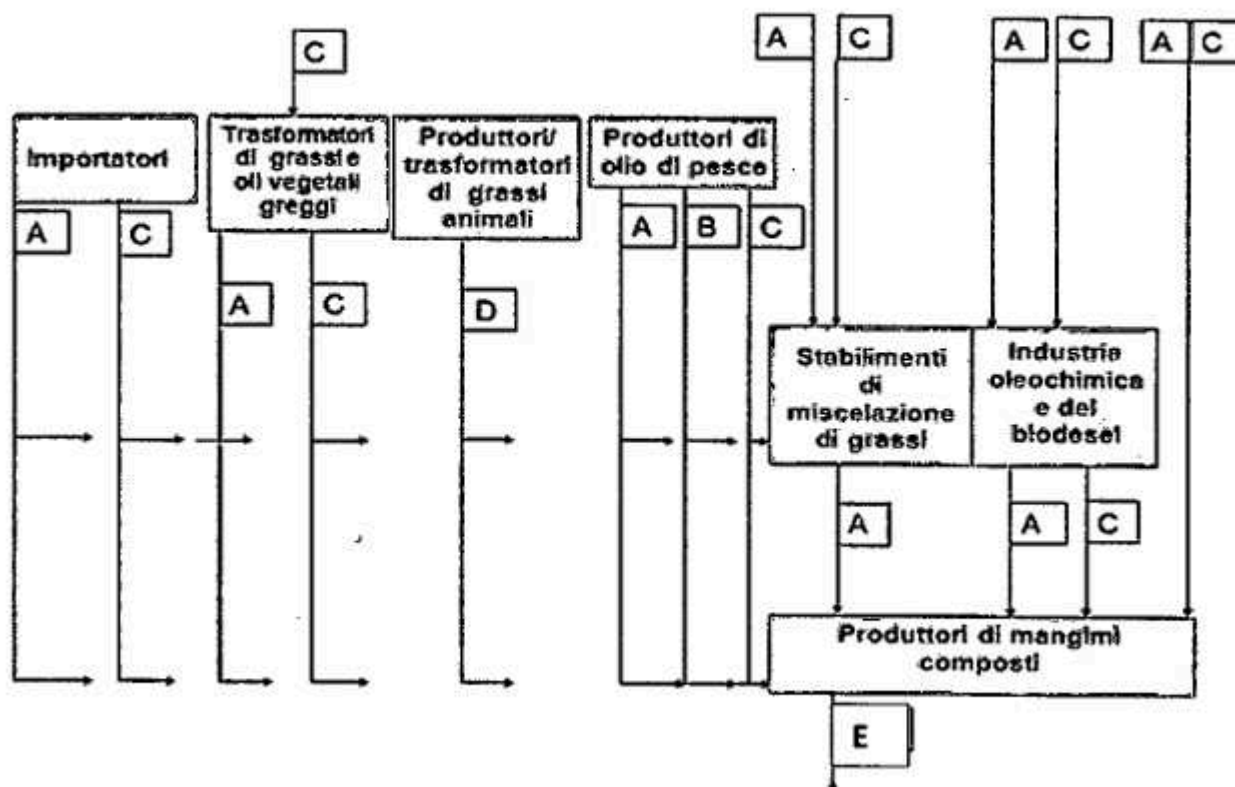 A
C
A
C
A
C
C
Importatori
Trasformatori
di grassi e
oli vegetali
greggi
Produttori/
trasformatori
di grassi
animali
Produttori di
olio di pesce
A
C
A
B
C
A
C
D
Stabilimenti
di
miscelazione
di grassi
Industria
oleochimica
e del
biodesel
A
A
C
Produttori di mangimi
composti
E